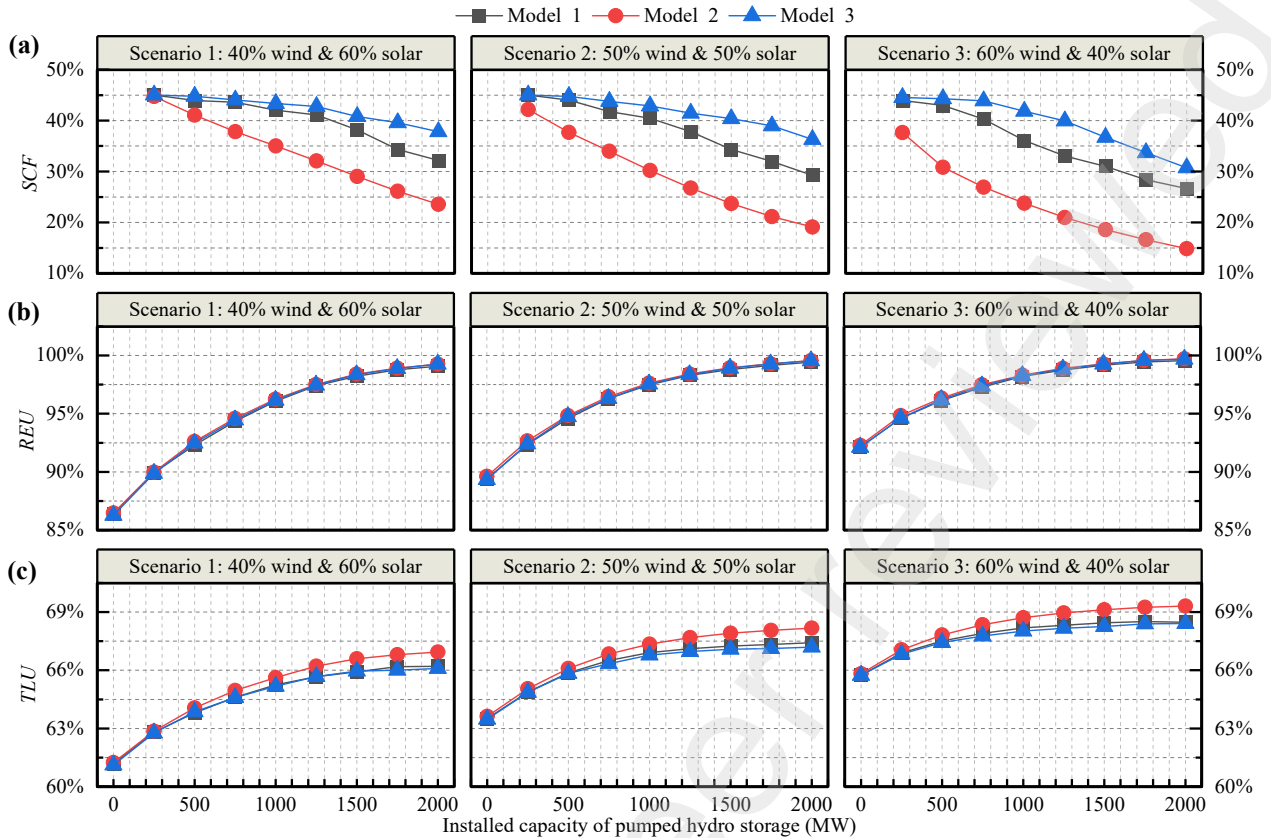 Model 1 Model 2 Model 3
(a)
Scenario 1: 40% wind & 60% solar Scenario 2: 50% wind & 50% solar Scenario 3: 60% wind & 40% solar
50% 50%
40% 40%
SCF
30% 30%
20% 20%
10% 10%
(b)
Scenario 1: 40% wind & 60% solar Scenario 2: 50% wind & 50% solar Scenario 3: 60% wind & 40% solar
100% 100%
95% 95%
REU
90% 90%
85% 85%
(c)
Scenario 1: 40% wind & 60% solar Scenario 2: 50% wind & 50% solar Scenario 3: 60% wind & 40% solar
69% 69%
66% 66%
TLU
63% 63%
60% 60%
0 500 1000 1500 2000 0 500 1000 1500 2000 0 500 1000 1500 2000
Installed capacity of pumped hydro storage (MW)
er reviewed